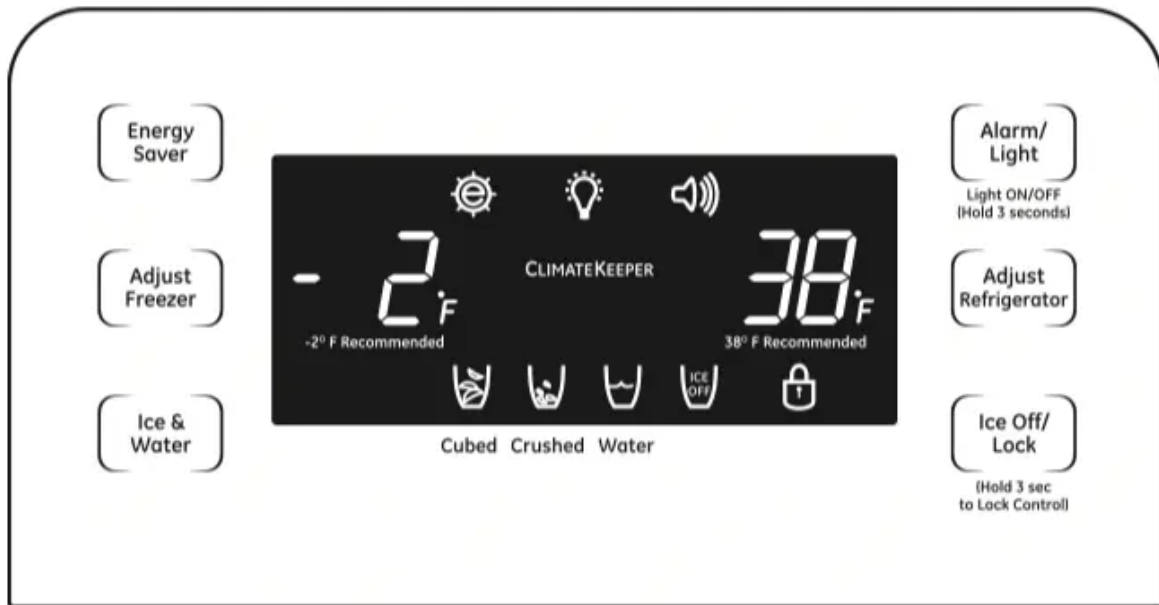 Energy
Saver
Alarm/
Light
Light ON/OFF
(Hold 3 seconds)
Adjust
Freezer
- 2°F
-2° F Recommended
CLIMATEKEEPER
38°F
38° F Recommended
Adjust
Refrigerator
Ice &
Water
ICE
OFF
Cubed Crushed Water
Ice Off/
Lock
(Hold 3 sec
to Lock Control)